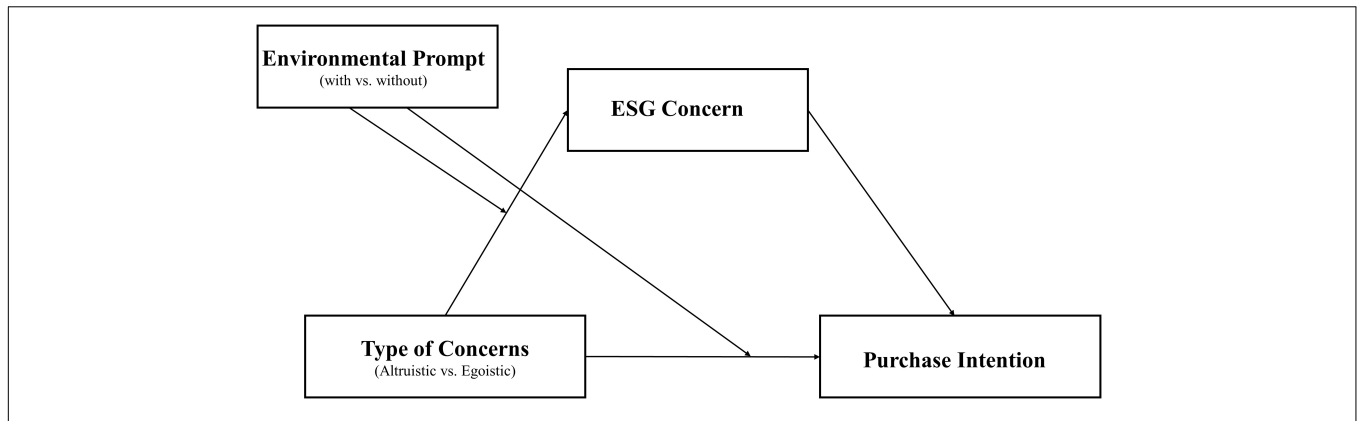 Environmental Prompt
(with vs. without)
ESG Concern
Type of Concerns
(Altruistic vs. Egoistic)
Purchase Intention